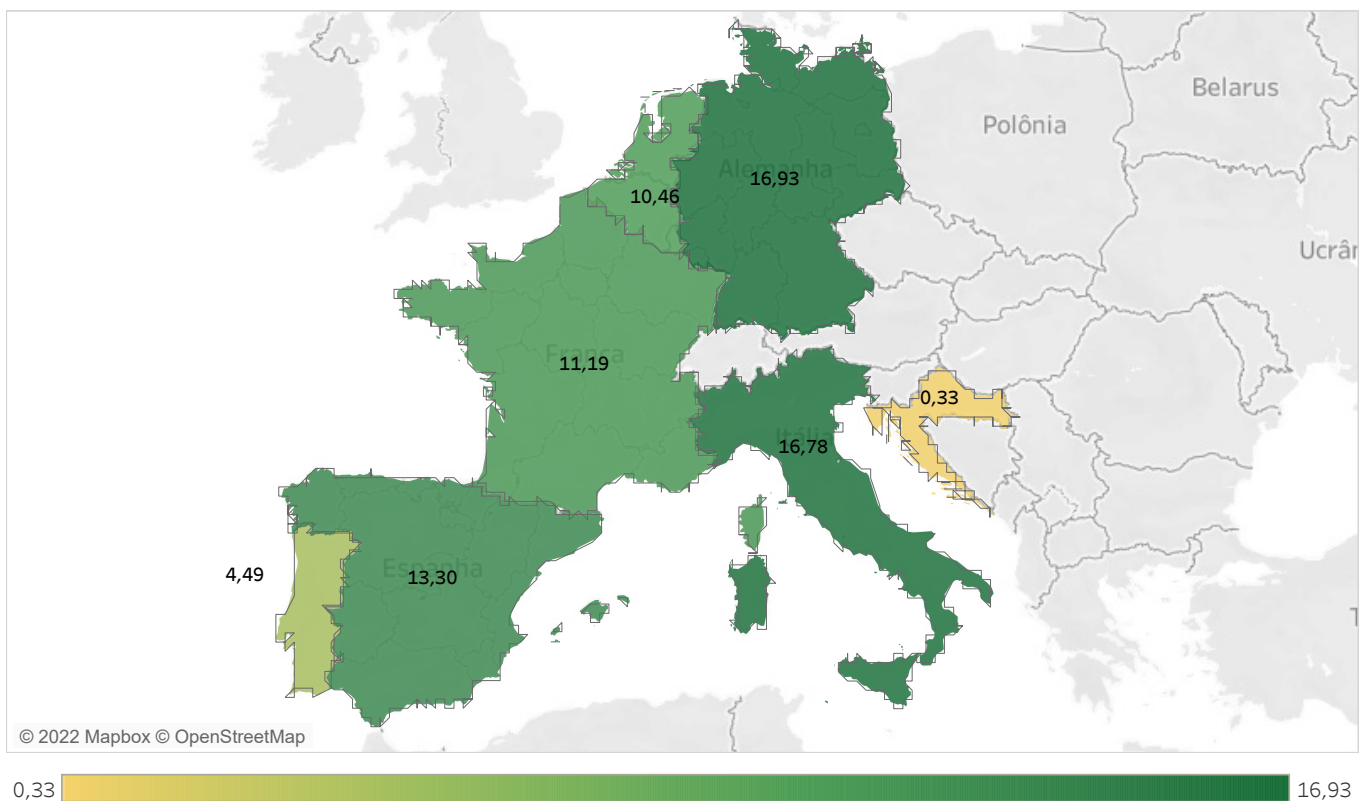 Belarus
Polônia
Alemanha
16,93
10,46
Ucrân
França
11,19
0,33
Itália
16,78
Espanha
13,30
4,49
© 2022 Mapbox © OpenStreetMap
0,33
16,93